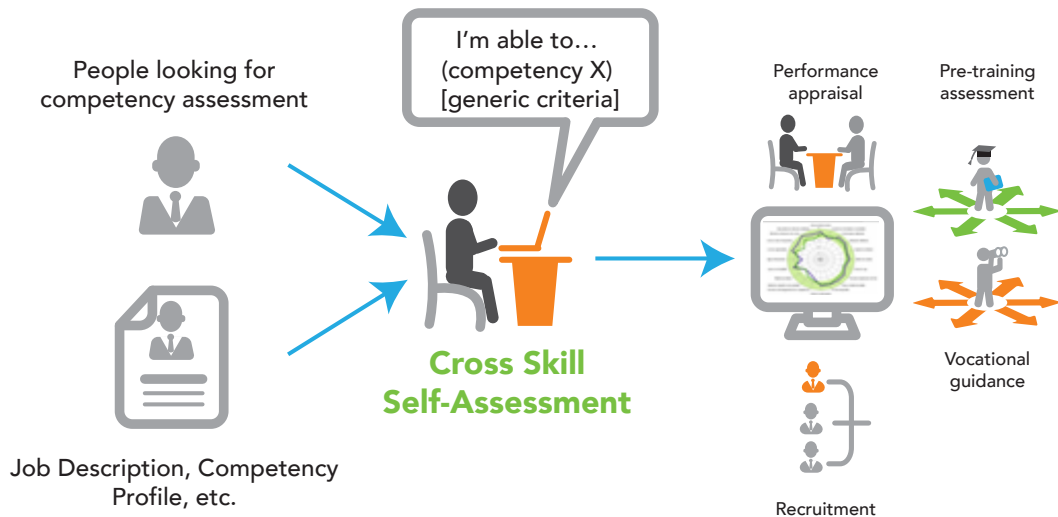 People looking for
competency assessment
I'm able to…
(competency X)
[generic criteria]
Cross Skill
Self-Assessment
Job Description, Competency
Profile, etc.
Performance
appraisal
Pre-training
assessment
Vocational
guidance
Recruitment